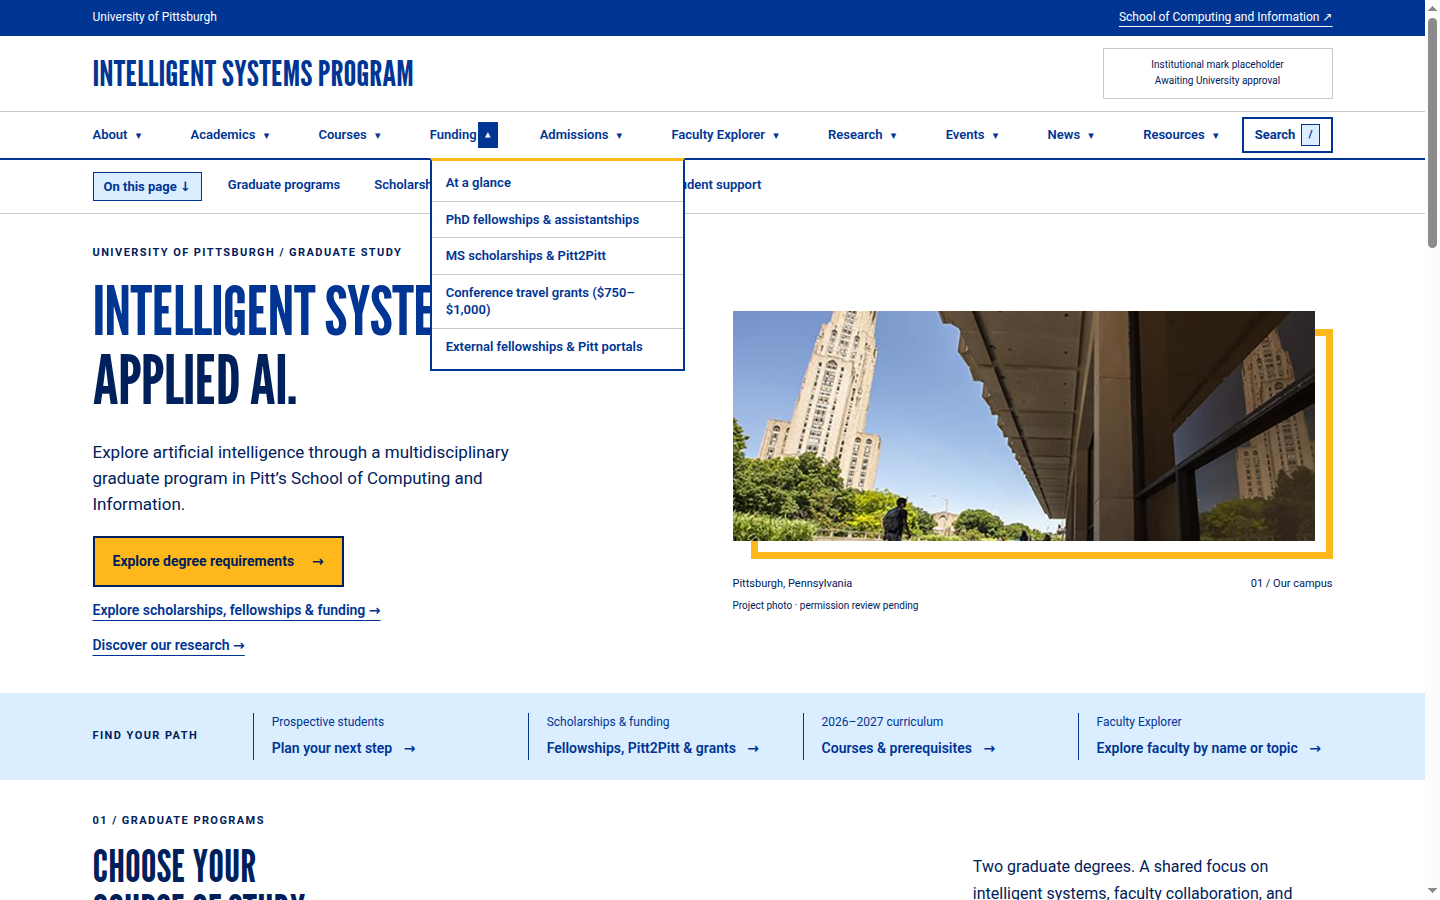 University of Pittsburgh
School of Computing and Information ↗
INTELLIGENT SYSTEMS PROGRAM
Institutional mark placeholder
Awaiting University approval
About ▾
Academics ▾
Courses ▾
Funding ▴
Admissions ▾
Faculty Explorer ▾
Research ▾
Events ▾
News ▾
Resources ▾
Search /
On this page ↓
Graduate programs
At a glance
PhD fellowships & assistantships
MS scholarships & Pitt2Pitt
Conference travel grants ($750–
$1,000)
External fellowships & Pitt portals
UNIVERSITY OF PITTSBURGH / GRADUATE STUDY
INTELLIGENT
APPLIED AI.
Explore artificial intelligence through a multidisciplinary
graduate program in Pitt’s School of Computing and
Information.
Explore degree requirements →
Explore scholarships, fellowships & funding →
Discover our research →
Pittsburgh, Pennsylvania
01 / Our campus
Project photo · permission review pending
FIND YOUR PATH
Prospective students
Plan your next step →
Scholarships & funding
Fellowships, Pitt2Pitt & grants →
2026–2027 curriculum
Courses & prerequisites →
Faculty Explorer
Explore faculty by name or topic →
01 / GRADUATE PROGRAMS
CHOOSE YOUR
COURSE OF STUDY
Two graduate degrees. A shared focus on
intelligent systems, faculty collaboration, and